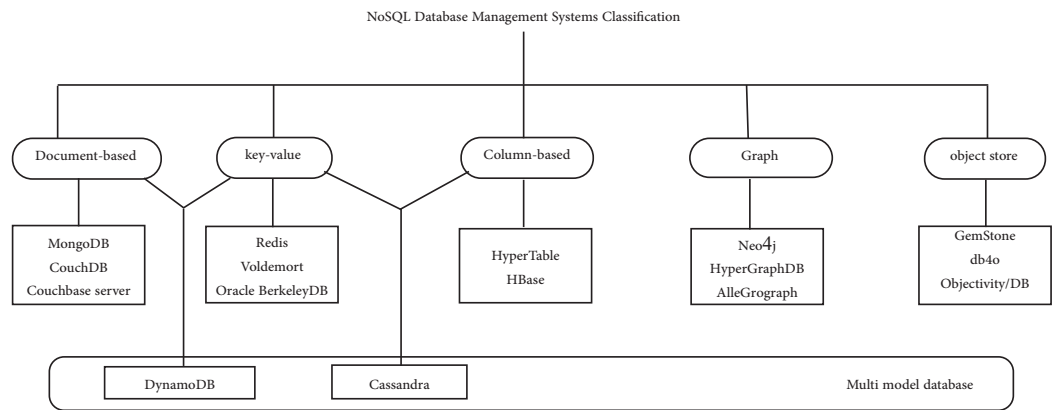 NoSQL Database Management Systems Classification
Document-based
key-value
Column-based
Graph
object store
MongoDB
CouchDB
Couchbase server
Redis
Voldemort
Oracle BerkeleyDB
HyperTable
HBase
Neo4j
HyperGraphDB
AlleGrograph
GemStone
db4o
Objectivity/DB
DynamoDB
Cassandra
Multi model database